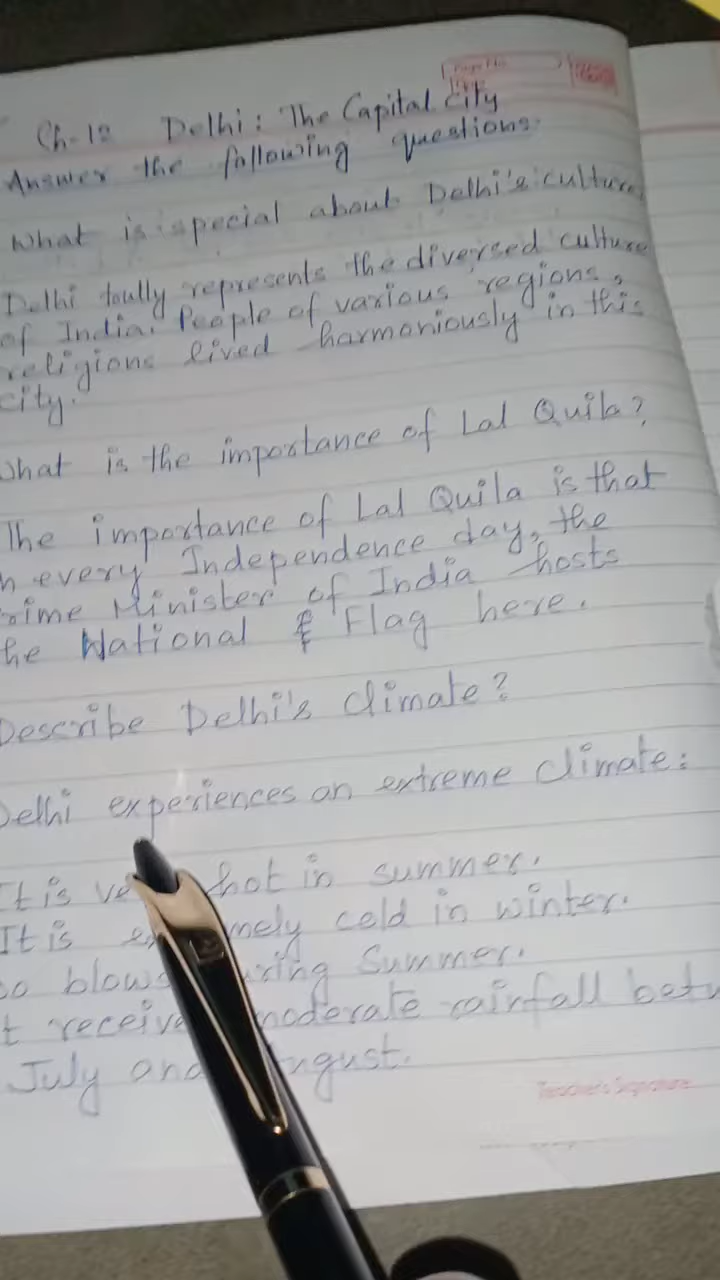 Ch-12 Delhi: The Capital city
Answer the following questions.
What is special about Delhi's culture
Delhi toully represents the diversed culture
of India. People of various regions,
religions lived harmoniously in this
city.
What is the importance of Lal Quila?
The importance of Lal Quila is that
every Independence day, the
Minister of India hosts
the National Flag here.
Describe Delhi's climate?
Delhi experiences an extreme climate:
It is hot in summer.
It is cold in winter.
blows Summer.
receive moderate rainfall
July and August.
Teacher's Signature